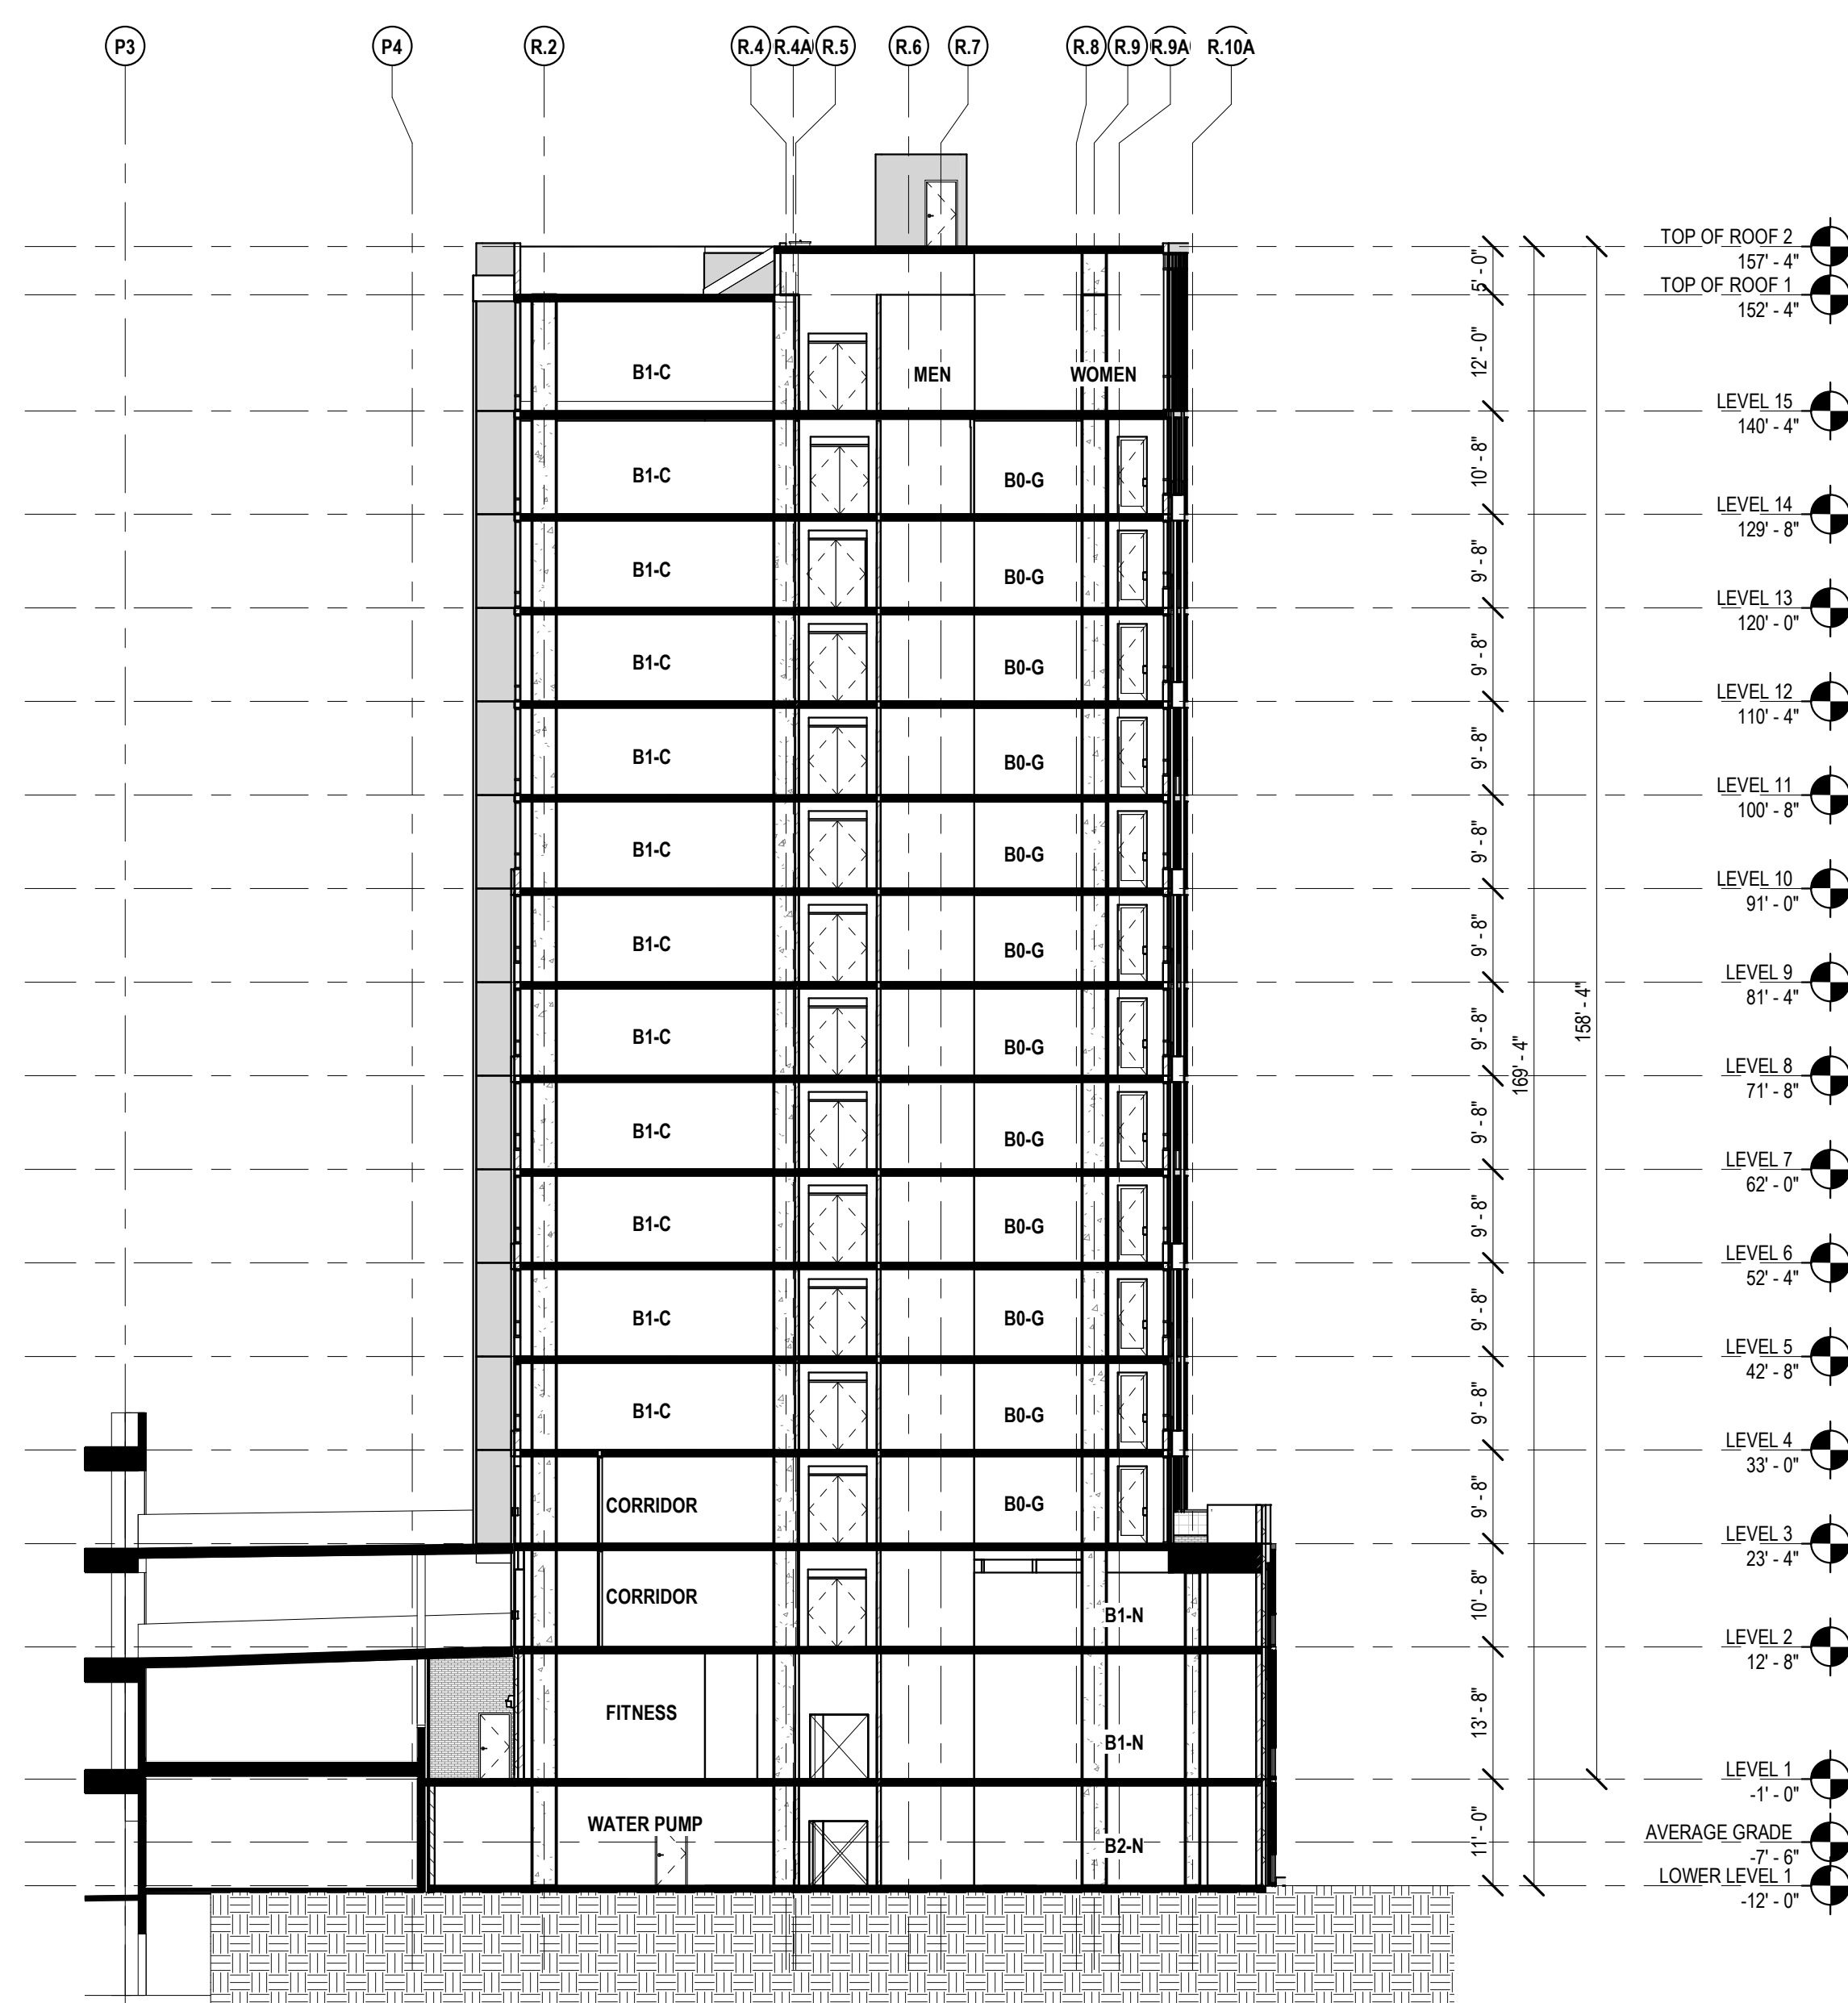 P3 P4 R.2 R.4 R.4A R.5 R.6 R.7 R.8 R.9 R.9A R.10A
TOP OF ROOF 2
157' - 4"
5' - 0"
TOP OF ROOF 1
152' - 4"
12' - 0"
B1-C MEN WOMEN
LEVEL 15
140' - 4"
10' - 8"
B1-C B0-G
LEVEL 14
129' - 8"
9' - 8"
B1-C B0-G
LEVEL 13
120' - 0"
9' - 8"
B1-C B0-G
LEVEL 12
110' - 4"
9' - 8"
B1-C B0-G
LEVEL 11
100' - 8"
9' - 8"
B1-C B0-G
LEVEL 10
91' - 0"
9' - 8"
B1-C B0-G
LEVEL 9
81' - 4"
9' - 8"
158' - 4"
169' - 4"
B1-C B0-G
LEVEL 8
71' - 8"
9' - 8"
B1-C B0-G
LEVEL 7
62' - 0"
9' - 8"
B1-C B0-G
LEVEL 6
52' - 4"
9' - 8"
B1-C B0-G
LEVEL 5
42' - 8"
9' - 8"
B1-C B0-G
LEVEL 4
33' - 0"
9' - 8"
CORRIDOR B0-G
LEVEL 3
23' - 4"
10' - 8"
CORRIDOR B1-N
LEVEL 2
12' - 8"
13' - 8"
FITNESS B1-N
LEVEL 1
-1' - 0"
11' - 0"
WATER PUMP B2-N
AVERAGE GRADE
-7' - 6"
LOWER LEVEL 1
-12' - 0"